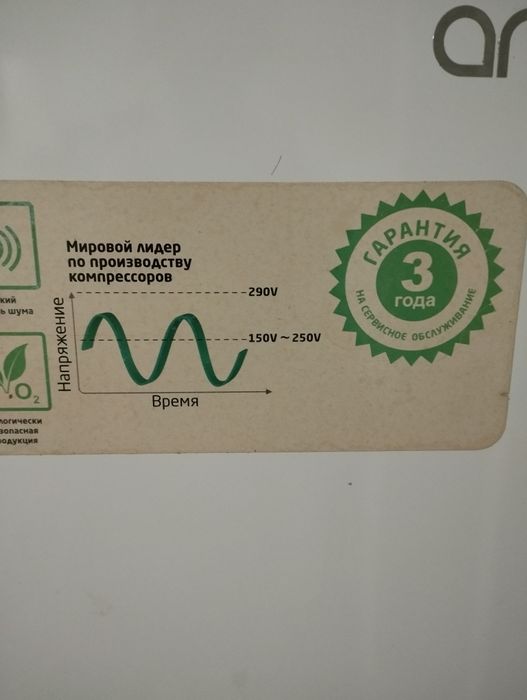 кий
ь шума
.O₂
логически
зопасная
одукция
Мировой лидер
по производству
компрессоров
290V
150V ~ 250V
Напряжение
Время
ГАРАНТИЯ
3
года
НА СЕРВИСНОЕ ОБСЛУЖИВАНИЕ